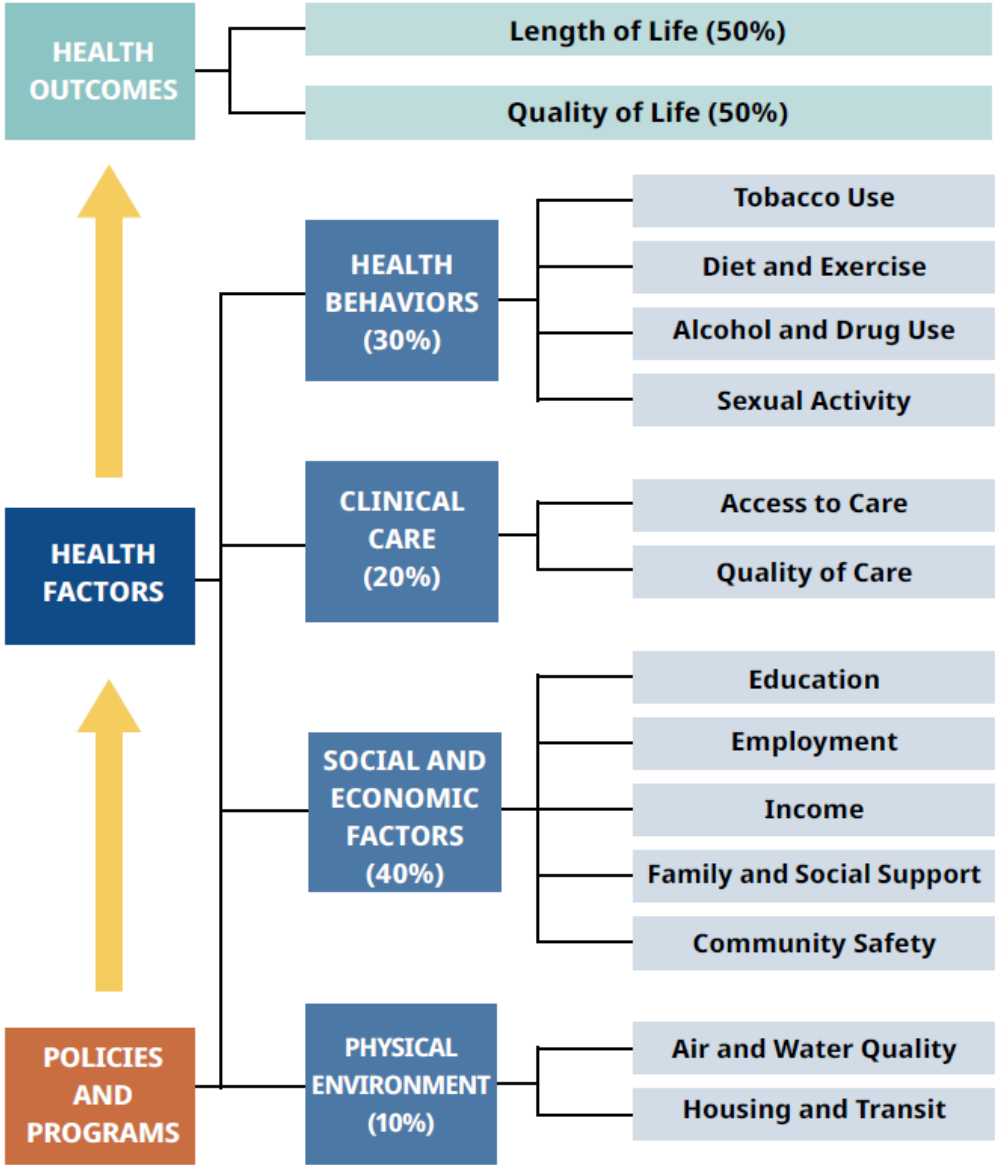 HEALTH
OUTCOMES
Length of Life (50%)
Quality of Life (50%)
HEALTH
BEHAVIORS
(30%)
Tobacco Use
Diet and Exercise
Alcohol and Drug Use
Sexual Activity
HEALTH
FACTORS
CLINICAL
CARE
(20%)
Access to Care
Quality of Care
SOCIAL AND
ECONOMIC
FACTORS
(40%)
Education
Employment
Income
Family and Social Support
Community Safety
POLICIES
AND
PROGRAMS
PHYSICAL
ENVIRONMENT
(10%)
Air and Water Quality
Housing and Transit